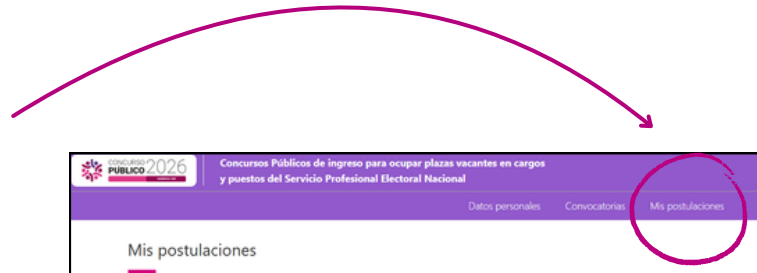 CONCURSO
PÚBLICO 2026
Concursos Públicos de ingreso para ocupar plazas vacantes en cargos
y puestos del Servicio Profesional Electoral Nacional
Datos personales Convocatorias Mis postulaciones
Mis postulaciones